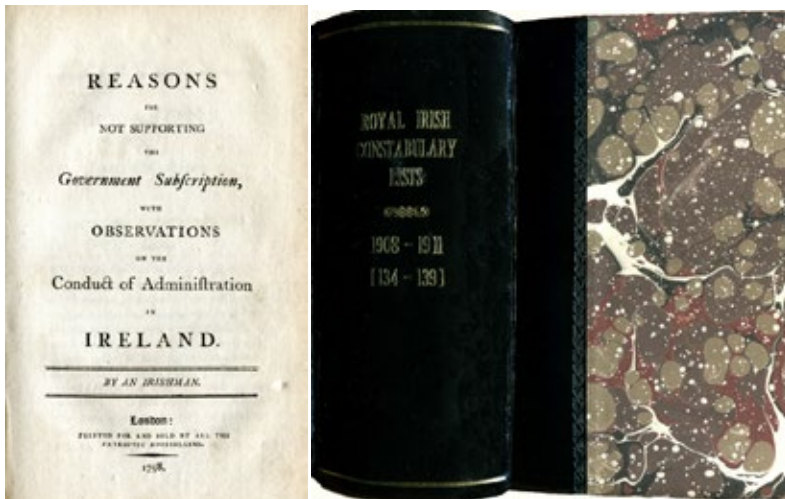 REASONS
FOR
NOT SUPPORTING
THE
Government Subſcription,
WITH
OBSERVATIONS
ON THE
Conduct of Adminiſtration
IN
IRELAND.
BY AN IRISHMAN.
London:
PRINTED FOR AND SOLD BY ALL THE
PATRIOTIC BOOKSELLERS.
1798.
ROYAL IRISH
CONSTABULARY
LISTS
1908 - 1911
[134 - 139]